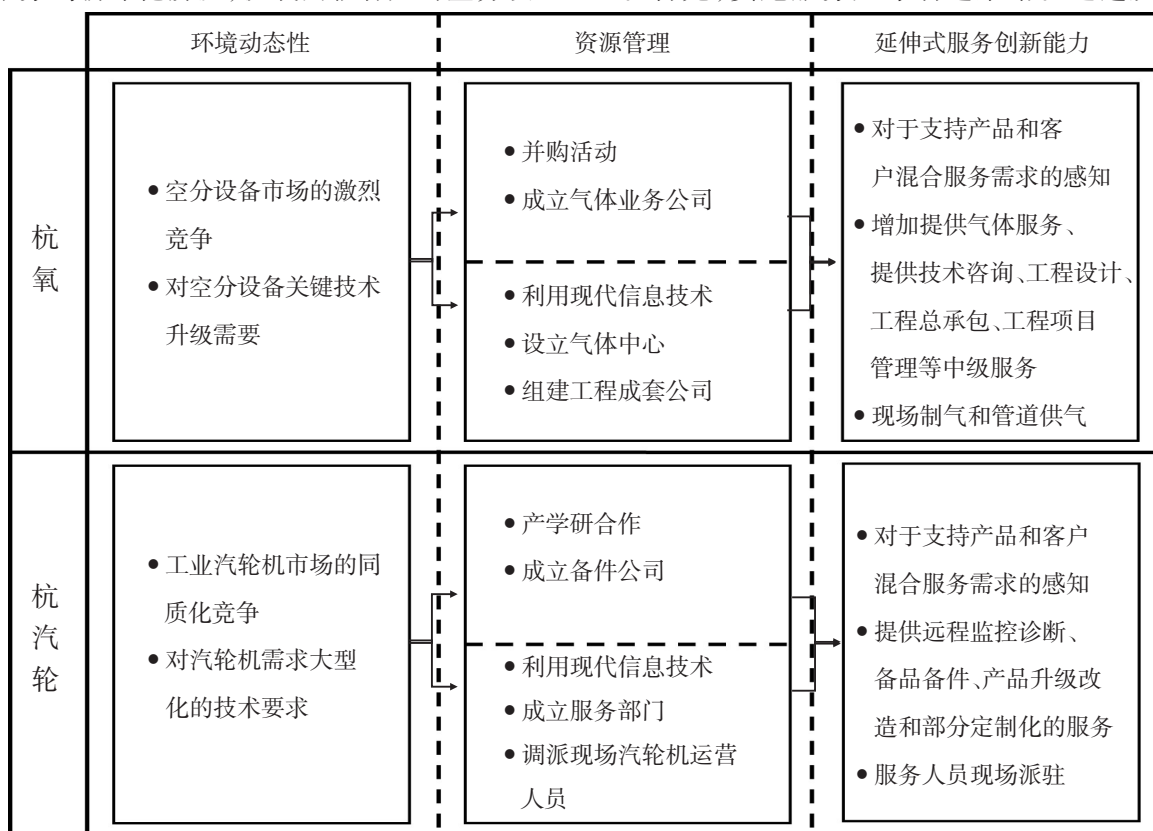 环境动态性
资源管理
延伸式服务创新能力
杭
氧
●空分设备市场的激烈
竞争
●对空分设备关键技术
升级需要
●并购活动
●成立气体业务公司
●利用现代信息技术
●设立气体中心
●组建工程成套公司
●对于支持产品和客
户混合服务需求的感知
●增加提供气体服务、
提供技术咨询、工程设计、
工程总承包、工程项目
管理等中级服务
●现场制气和管道供气
杭
汽
轮
●工业汽轮机市场的同
质化竞争
●对汽轮机需求大型
化的技术要求
●产学研合作
●成立备件公司
●利用现代信息技术
●成立服务部门
●调派现场汽轮机运营
人员
●对于支持产品和客户
混合服务需求的感知
●提供远程监控诊断、
备品备件、产品升级改
造和部分定制化的服务
●服务人员现场派驻